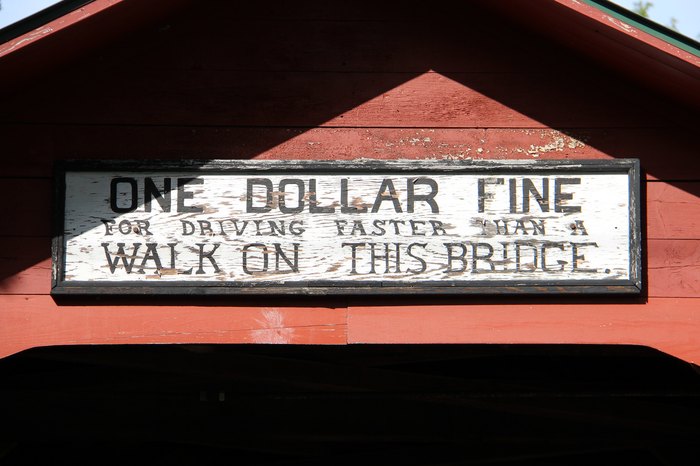 ONE DOLLAR FINE
FOR DRIVING FASTER THAN A
WALK ON THIS BRIDGE.